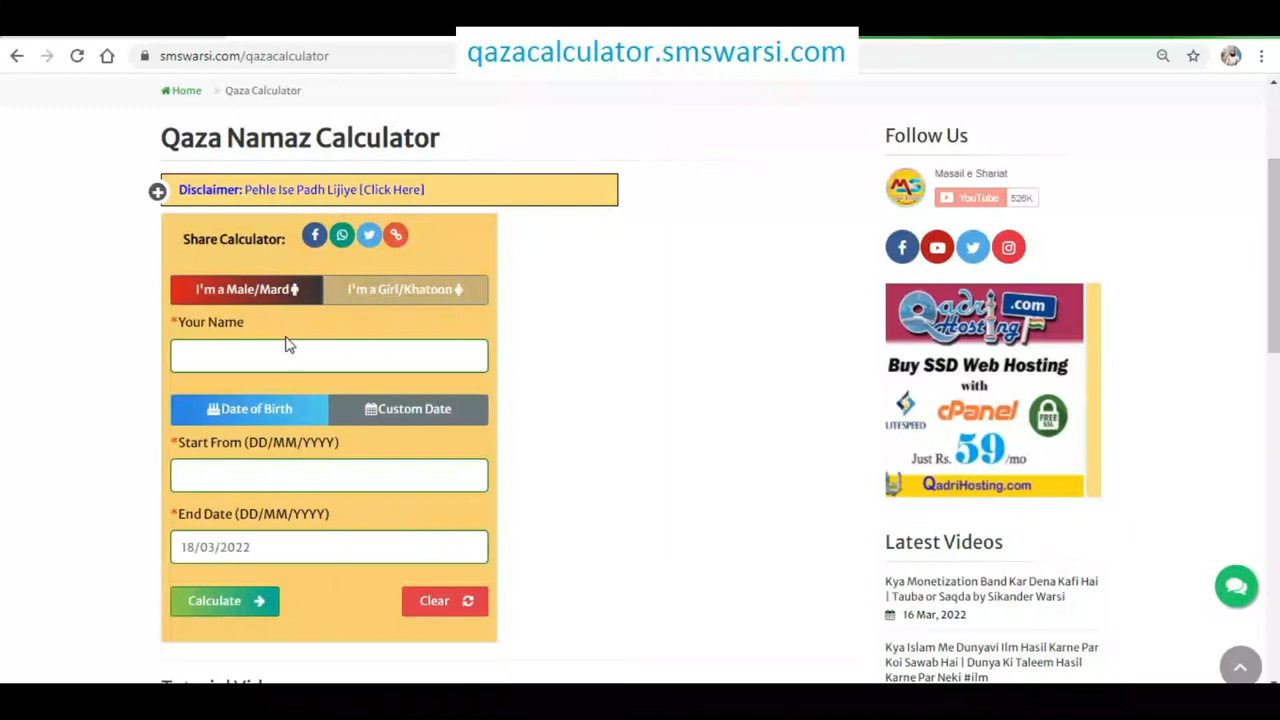 qazacalculator.smswarsi.com
smswarsi.com/qazacalculator
Home » Qaza Calculator
Qaza Namaz Calculator
Disclaimer: Pehle Ise Padh Lijiye [Click Here]
Share Calculator:
I'm a Male/Mard
I'm a Girl/Khatoon
*Your Name
Date of Birth
Custom Date
*Start From (DD/MM/YYYY)
*End Date (DD/MM/YYYY)
18/03/2022
Calculate
Clear
Follow Us
MS
Masail e Shariat
YouTube 526K
Qadri .com
Hosting
Buy SSD Web Hosting
with
LITESPEED
cPanel
FREE
SSL
Just Rs. 59/mo
QadriHosting.com
Latest Videos
Kya Monetization Band Kar Dena Kafi Hai
| Tauba or Saqda by Sikander Warsi
16 Mar, 2022
Kya Islam Me Dunyavi Ilm Hasil Karne Par
Koi Sawab Hai | Dunya Ki Taleem Hasil
Karne Par Neki #ilm